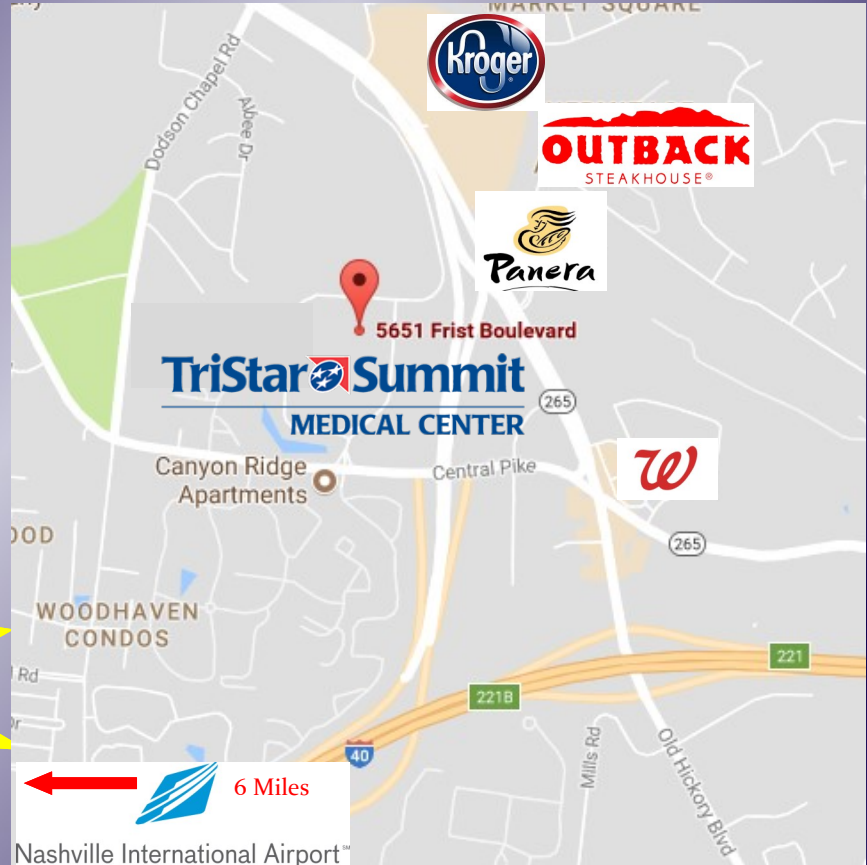 MARKET SQUARE
Kroger
Dodson Chapel Rd
Albee Dr
OUTBACK
STEAKHOUSE®
Panera
5651 Frist Boulevard
TriStar Summit
MEDICAL CENTER
265
Canyon Ridge
Apartments
Central Pike
W
265
OOD
WOODHAVEN
CONDOS
Rd
221
221B
40
Mills Rd
Old Hickory Blvd
6 Miles
Nashville International Airport™